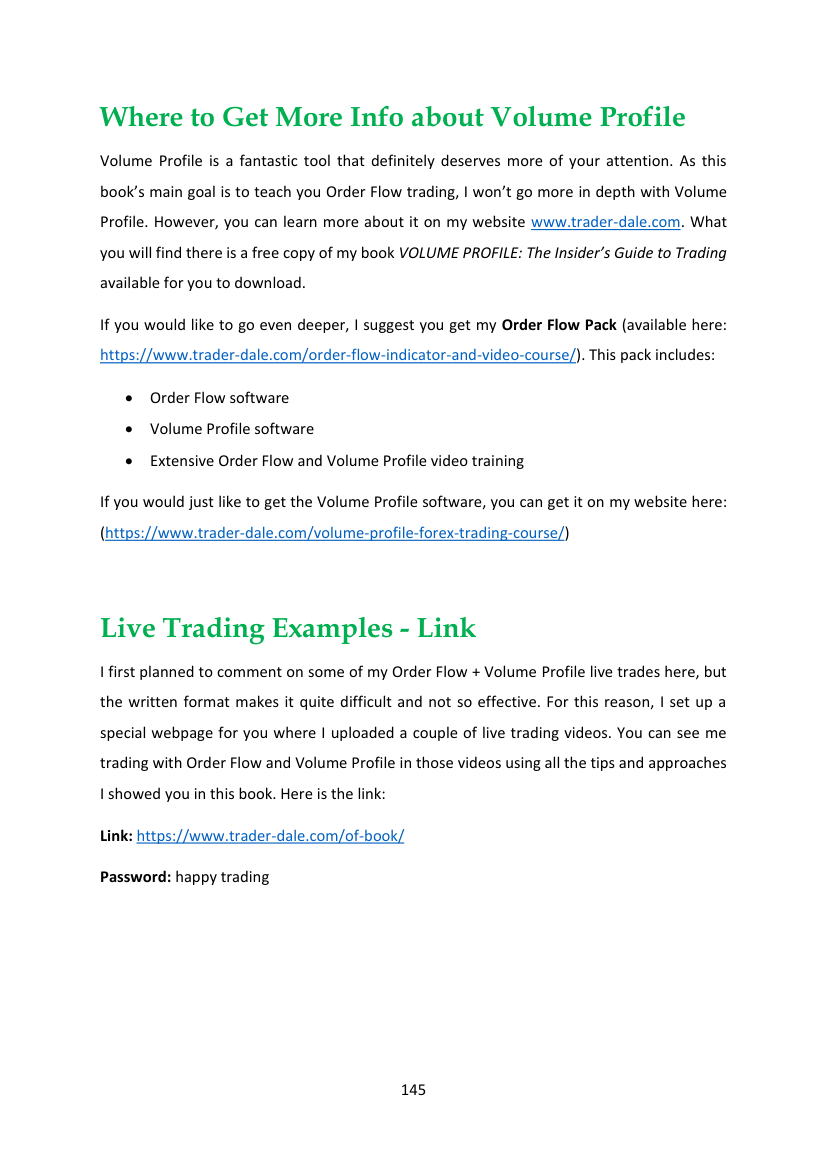 Where to Get More Info about Volume Profile
Volume Profile is a fantastic tool that definitely deserves more of your attention. As this
book’s main goal is to teach you Order Flow trading, I won’t go more in depth with Volume
Profile. However, you can learn more about it on my website www.trader-dale.com. What
you will find there is a free copy of my book VOLUME PROFILE: The Insider’s Guide to Trading
available for you to download.
If you would like to go even deeper, I suggest you get my Order Flow Pack (available here:
https://www.trader-dale.com/order-flow-indicator-and-video-course/). This pack includes:
• Order Flow software
• Volume Profile software
• Extensive Order Flow and Volume Profile video training
If you would just like to get the Volume Profile software, you can get it on my website here:
(https://www.trader-dale.com/volume-profile-forex-trading-course/)
Live Trading Examples - Link
I first planned to comment on some of my Order Flow + Volume Profile live trades here, but
the written format makes it quite difficult and not so effective. For this reason, I set up a
special webpage for you where I uploaded a couple of live trading videos. You can see me
trading with Order Flow and Volume Profile in those videos using all the tips and approaches
I showed you in this book. Here is the link:
Link: https://www.trader-dale.com/of-book/
Password: happy trading
145